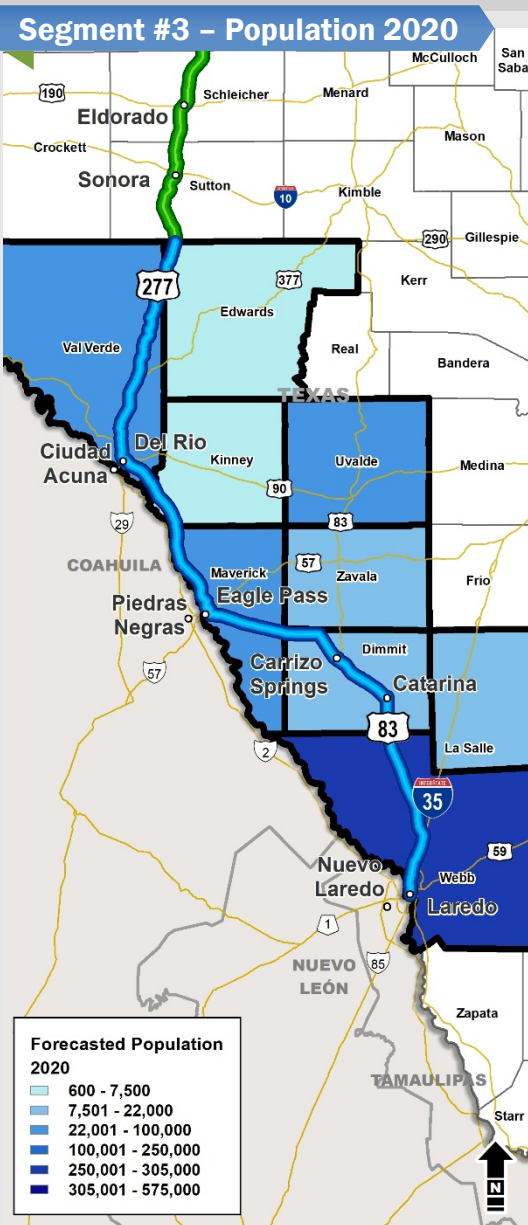 Segment #3 – Population 2020
McCulloch
San
Saba
190
Schleicher
Menard
Eldorado
Crockett
Mason
Sonora
Sutton
10
Kimble
290
Gillespie
277
377
Kerr
Edwards
Val Verde
Real
Bandera
TEXAS
Ciudad
Acuna
Del Rio
Kinney
Uvalde
Medina
90
29
83
COAHUILA
57
Maverick
Zavala
Frio
Piedras
Negras
Eagle Pass
57
Carrizo
Springs
Dimmit
Catarina
83
2
La Salle
INTERSTATE
35
59
Nuevo
Laredo
Webb
Laredo
1
85
NUEVO
LEÓN
Zapata
TAMAULIPAS
Starr
Forecasted Population
2020
600 - 7,500
7,501 - 22,000
22,001 - 100,000
100,001 - 250,000
250,001 - 305,000
305,001 - 575,000
N